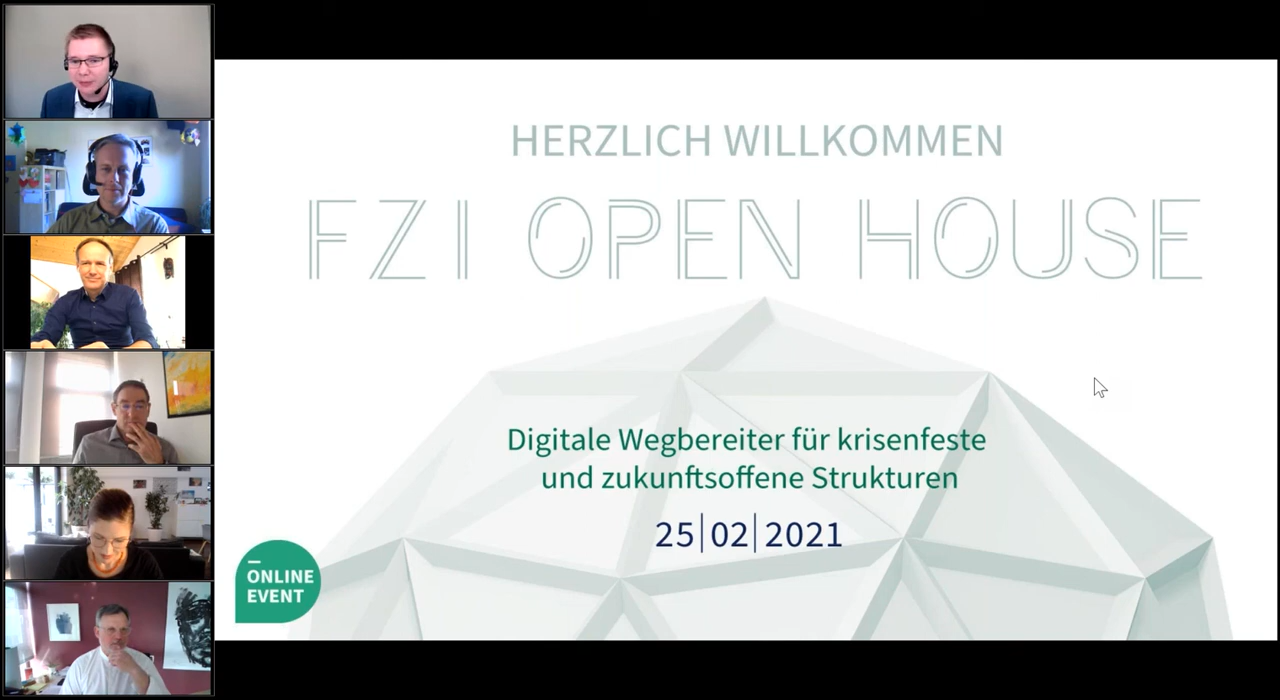 HERZLICH WILLKOMMEN
FZI OPEN HOUSE
Digitale Wegbereiter für krisenfeste
und zukunftsoffene Strukturen
25|02|2021
ONLINE
EVENT